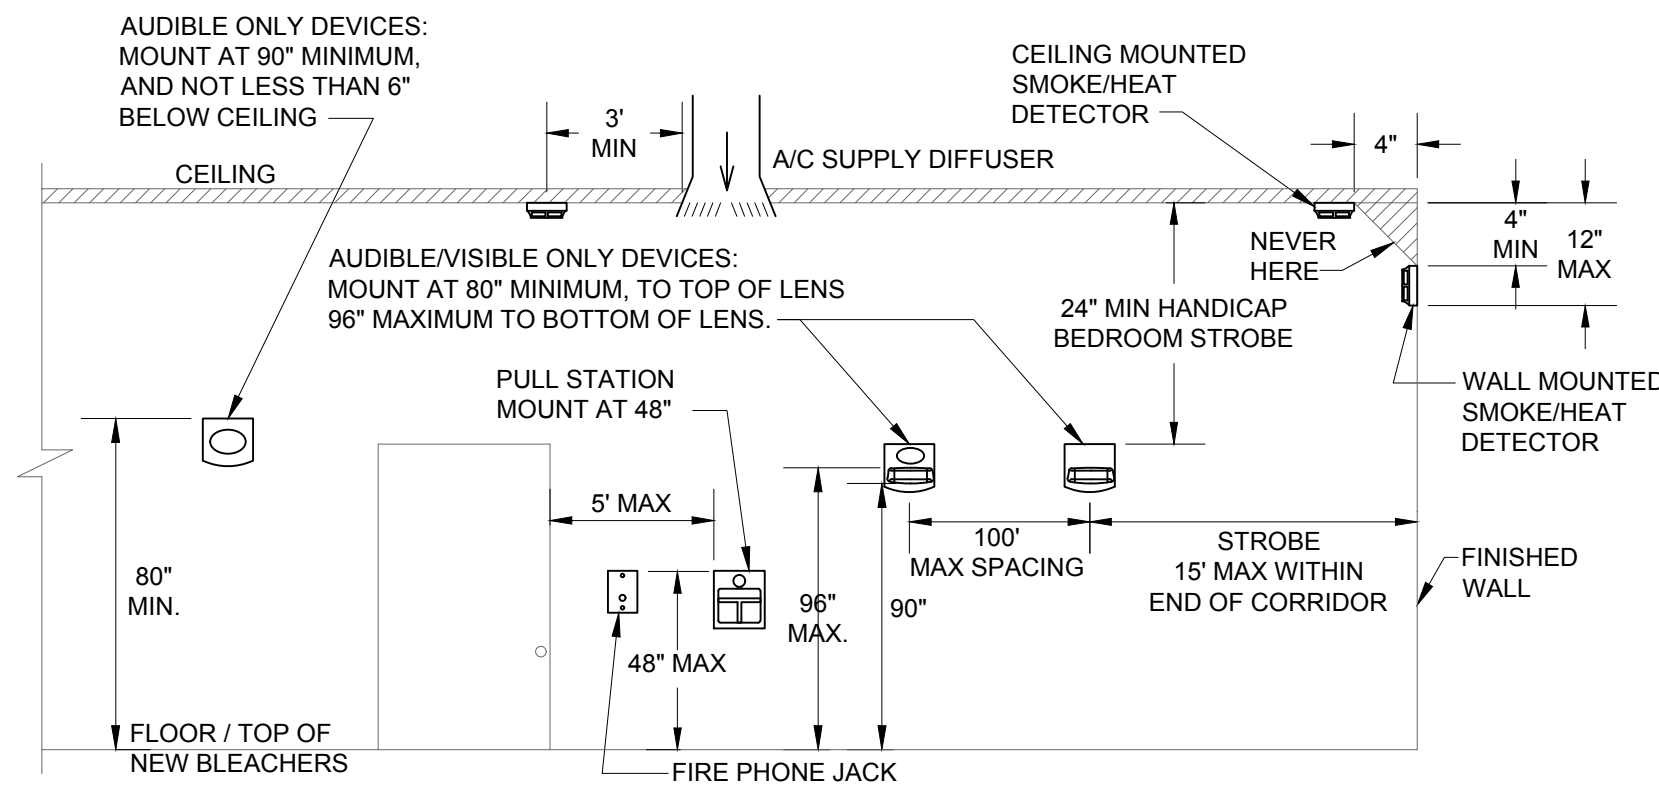 AUDIBLE ONLY DEVICES:
MOUNT AT 90" MINIMUM,
AND NOT LESS THAN 6"
BELOW CEILING
CEILING
3'
MIN
A/C SUPPLY DIFFUSER
CEILING MOUNTED
SMOKE/HEAT
DETECTOR
4"
4"
MIN
12"
MAX
NEVER
HERE
AUDIBLE/VISIBLE ONLY DEVICES:
MOUNT AT 80" MINIMUM, TO TOP OF LENS
96" MAXIMUM TO BOTTOM OF LENS.
24" MIN HANDICAP
BEDROOM STROBE
PULL STATION
MOUNT AT 48"
WALL MOUNTED
SMOKE/HEAT
DETECTOR
5' MAX
100'
MAX SPACING
STROBE
15' MAX WITHIN
END OF CORRIDOR
FINISHED
WALL
80"
MIN.
96"
MAX.
90"
48" MAX
FLOOR / TOP OF
NEW BLEACHERS
FIRE PHONE JACK